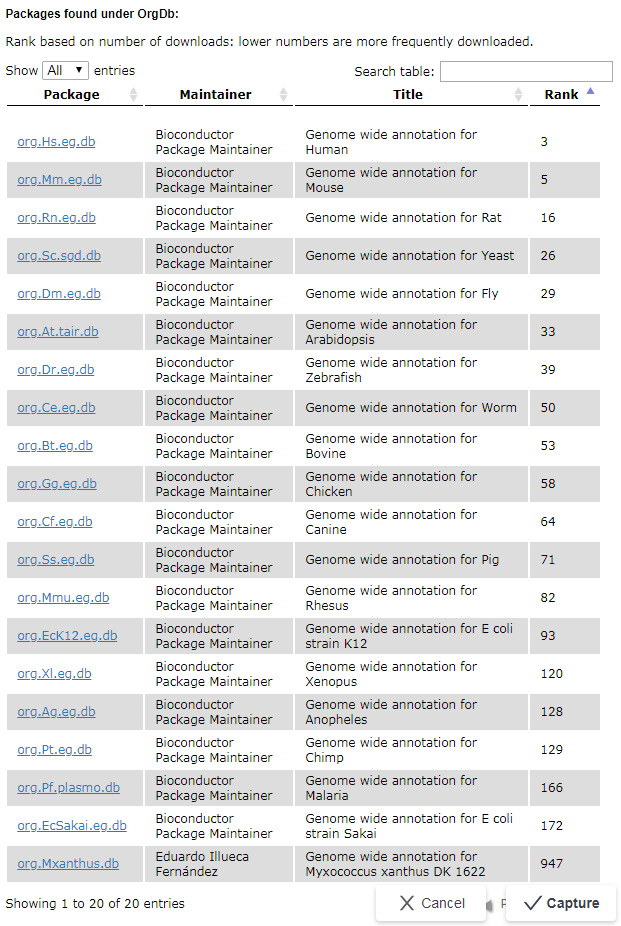 Packages found under OrgDb:
Rank based on number of downloads: lower numbers are more frequently downloaded.
Show All entries
Search table:
Package Maintainer Title Rank
org.Hs.eg.db Bioconductor Package Maintainer Genome wide annotation for Human 3
org.Mm.eg.db Bioconductor Package Maintainer Genome wide annotation for Mouse 5
org.Rn.eg.db Bioconductor Package Maintainer Genome wide annotation for Rat 16
org.Sc.sgd.db Bioconductor Package Maintainer Genome wide annotation for Yeast 26
org.Dm.eg.db Bioconductor Package Maintainer Genome wide annotation for Fly 29
org.At.tair.db Bioconductor Package Maintainer Genome wide annotation for Arabidopsis 33
org.Dr.eg.db Bioconductor Package Maintainer Genome wide annotation for Zebrafish 39
org.Ce.eg.db Bioconductor Package Maintainer Genome wide annotation for Worm 50
org.Bt.eg.db Bioconductor Package Maintainer Genome wide annotation for Bovine 53
org.Gg.eg.db Bioconductor Package Maintainer Genome wide annotation for Chicken 58
org.Cf.eg.db Bioconductor Package Maintainer Genome wide annotation for Canine 64
org.Ss.eg.db Bioconductor Package Maintainer Genome wide annotation for Pig 71
org.Mmu.eg.db Bioconductor Package Maintainer Genome wide annotation for Rhesus 82
org.EcK12.eg.db Bioconductor Package Maintainer Genome wide annotation for E coli strain K12 93
org.Xl.eg.db Bioconductor Package Maintainer Genome wide annotation for Xenopus 120
org.Ag.eg.db Bioconductor Package Maintainer Genome wide annotation for Anopheles 128
org.Pt.eg.db Bioconductor Package Maintainer Genome wide annotation for Chimp 129
org.Pf.plasmo.db Bioconductor Package Maintainer Genome wide annotation for Malaria 166
org.EcSakai.eg.db Bioconductor Package Maintainer Genome wide annotation for E coli strain Sakai 172
org.Mxanthus.db Eduardo Illueca Fernández Genome wide annotation for Myxococcus xanthus DK 1622 947
Showing 1 to 20 of 20 entries
Cancel
Capture